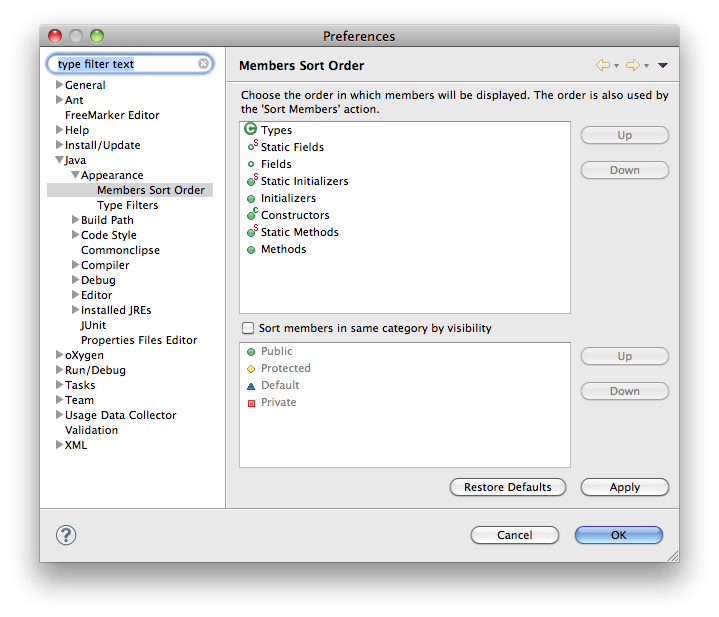 Preferences
type filter text
General
Ant
FreeMarker Editor
Help
Install/Update
Java
Appearance
Members Sort Order
Type Filters
Build Path
Code Style
Commonclipse
Compiler
Debug
Editor
Installed JREs
JUnit
Properties Files Editor
oXygen
Run/Debug
Tasks
Team
Usage Data Collector
Validation
XML
Members Sort Order
Choose the order in which members will be displayed. The order is also used by
the 'Sort Members' action.
C Types
S Static Fields
Fields
S Static Initializers
Initializers
C Constructors
S Static Methods
Methods
Up
Down
Sort members in same category by visibility
Public
Protected
Default
Private
Up
Down
Restore Defaults
Apply
?
Cancel
OK